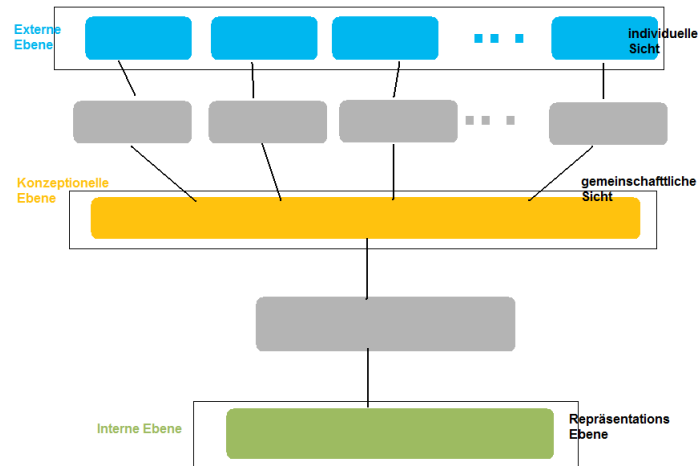 Externe
Ebene
individuelle
Sicht
Konzeptionelle
Ebene
gemeinschaftliche
Sicht
Interne Ebene
Repräsentations
Ebene